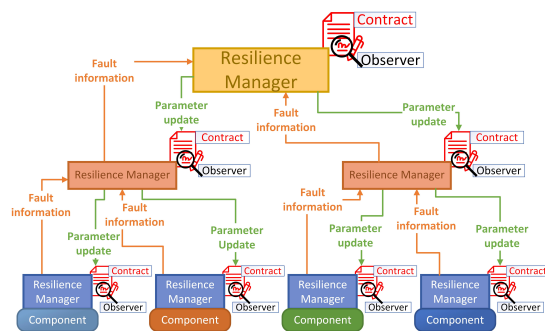 Contract
Resilience
Manager
Observer
Fault
information
Parameter
update
Fault
information
Parameter
update
Contract
Contract
Resilience Manager
Observer
Resilience Manager
Observer
Fault
information
Fault
information
Fault
information
Fault
information
Parameter
update
Parameter
Update
Parameter
update
Parameter
update
Contract
Contract
Contract
Contract
Resilience
Manager
Observer
Resilience
Manager
Observer
Resilience
Manager
Observer
Resilience
Manager
Observer
Component
Component
Component
Component